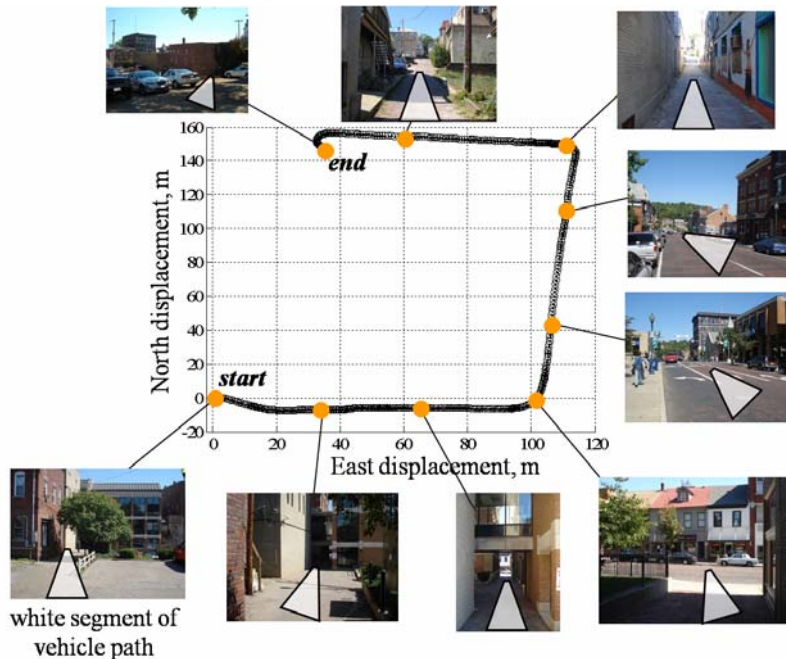 160
140
120
100
80
60
40
20
0
-20
North displacement, m
end
start
0 20 40 60 80 100 120
East displacement, m
white segment of
vehicle path